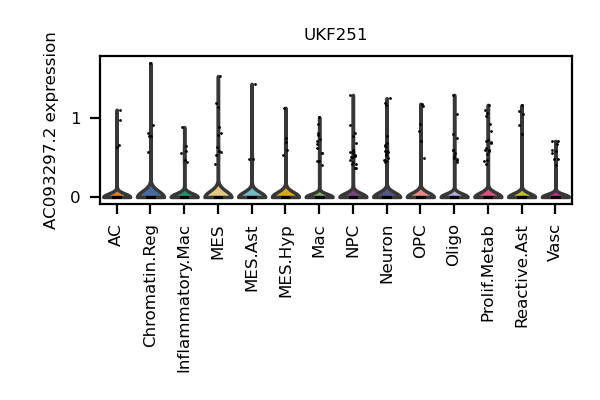 UKF251
AC093297.2 expression
1
0
AC
Chromatin.Reg
Inflammatory.Mac
MES
MES.Ast
MES.Hyp
Mac
NPC
Neuron
OPC
Oligo
Prolif.Metab
Reactive.Ast
Vasc